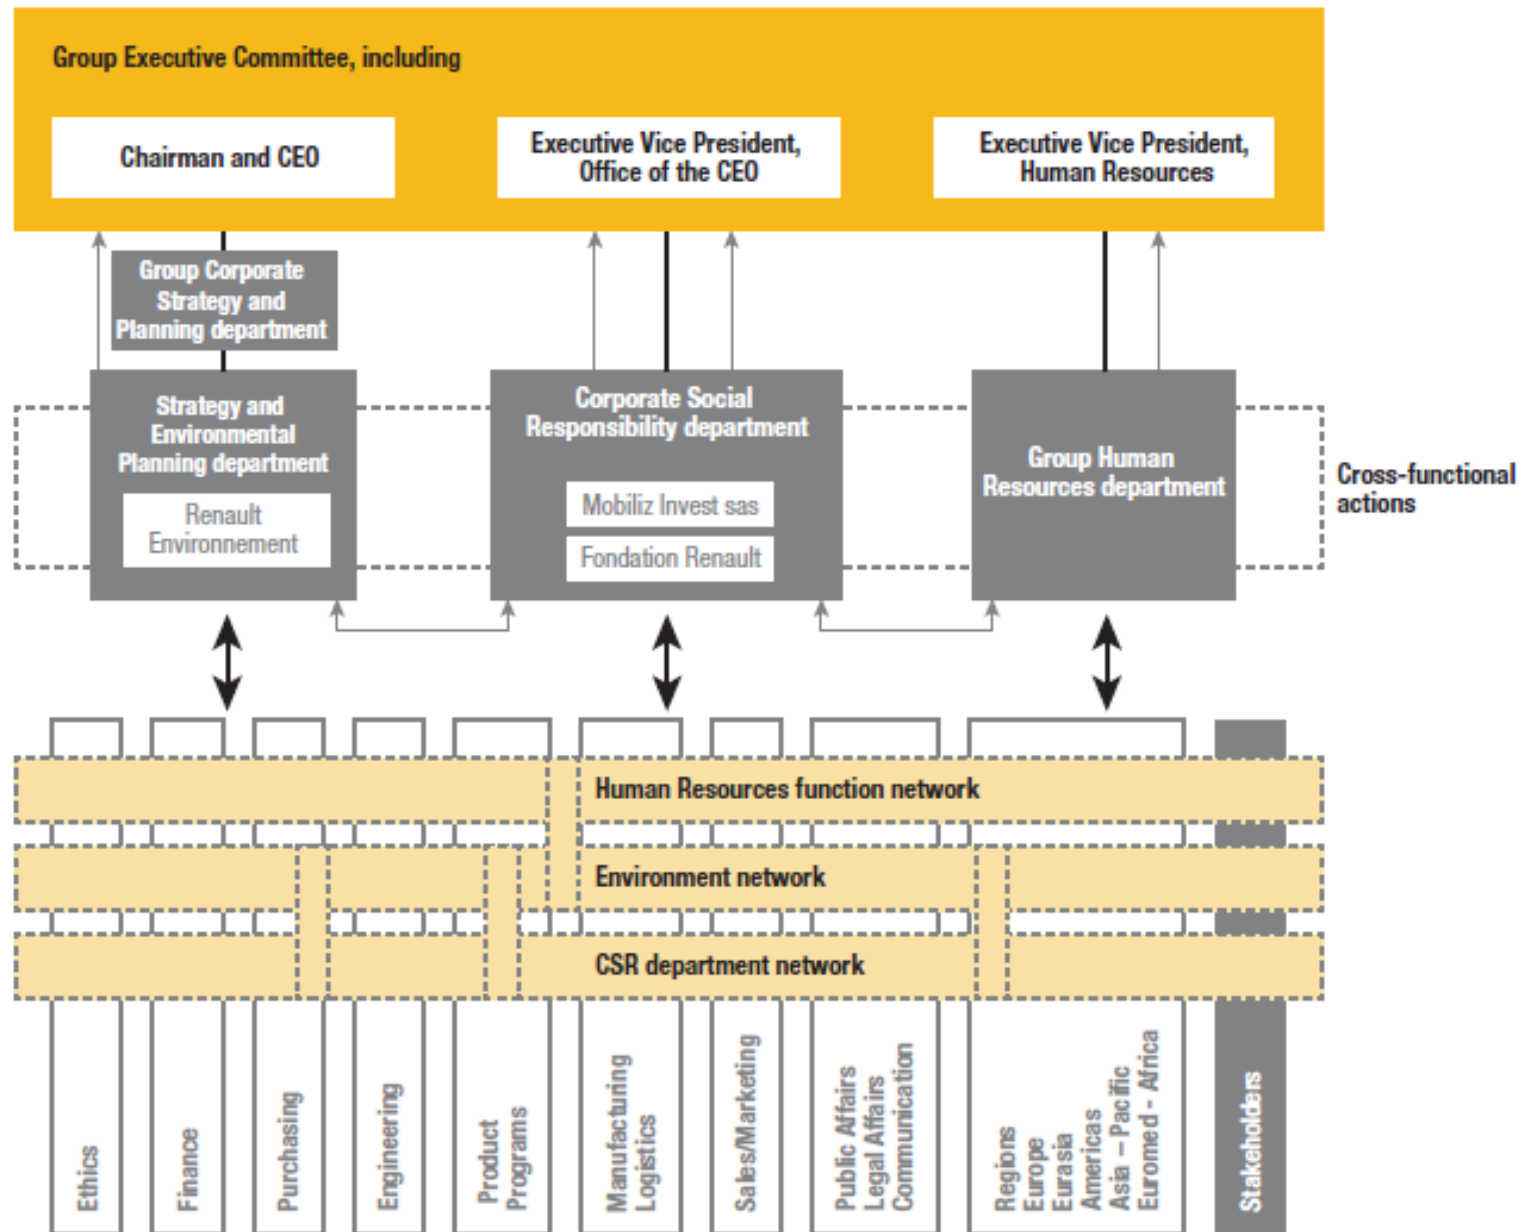 Group Executive Committee, including
Chairman and CEO
Executive Vice President,
Office of the CEO
Executive Vice President,
Human Resources
Group Corporate
Strategy and
Planning department
Strategy and
Environmental
Planning department
Renault
Environnement
Corporate Social
Responsibility department
Mobiliz Invest sas
Fondation Renault
Group Human
Resources department
Cross-functional
actions
Human Resources function network
Environment network
CSR department network
Ethics
Finance
Purchasing
Engineering
Product
Programs
Manufacturing
Logistics
Sales/Marketing
Public Affairs
Legal Affairs
Communication
Regions
Europe
Eurasia
Americas
Asia – Pacific
Euromed - Africa
Stakeholders